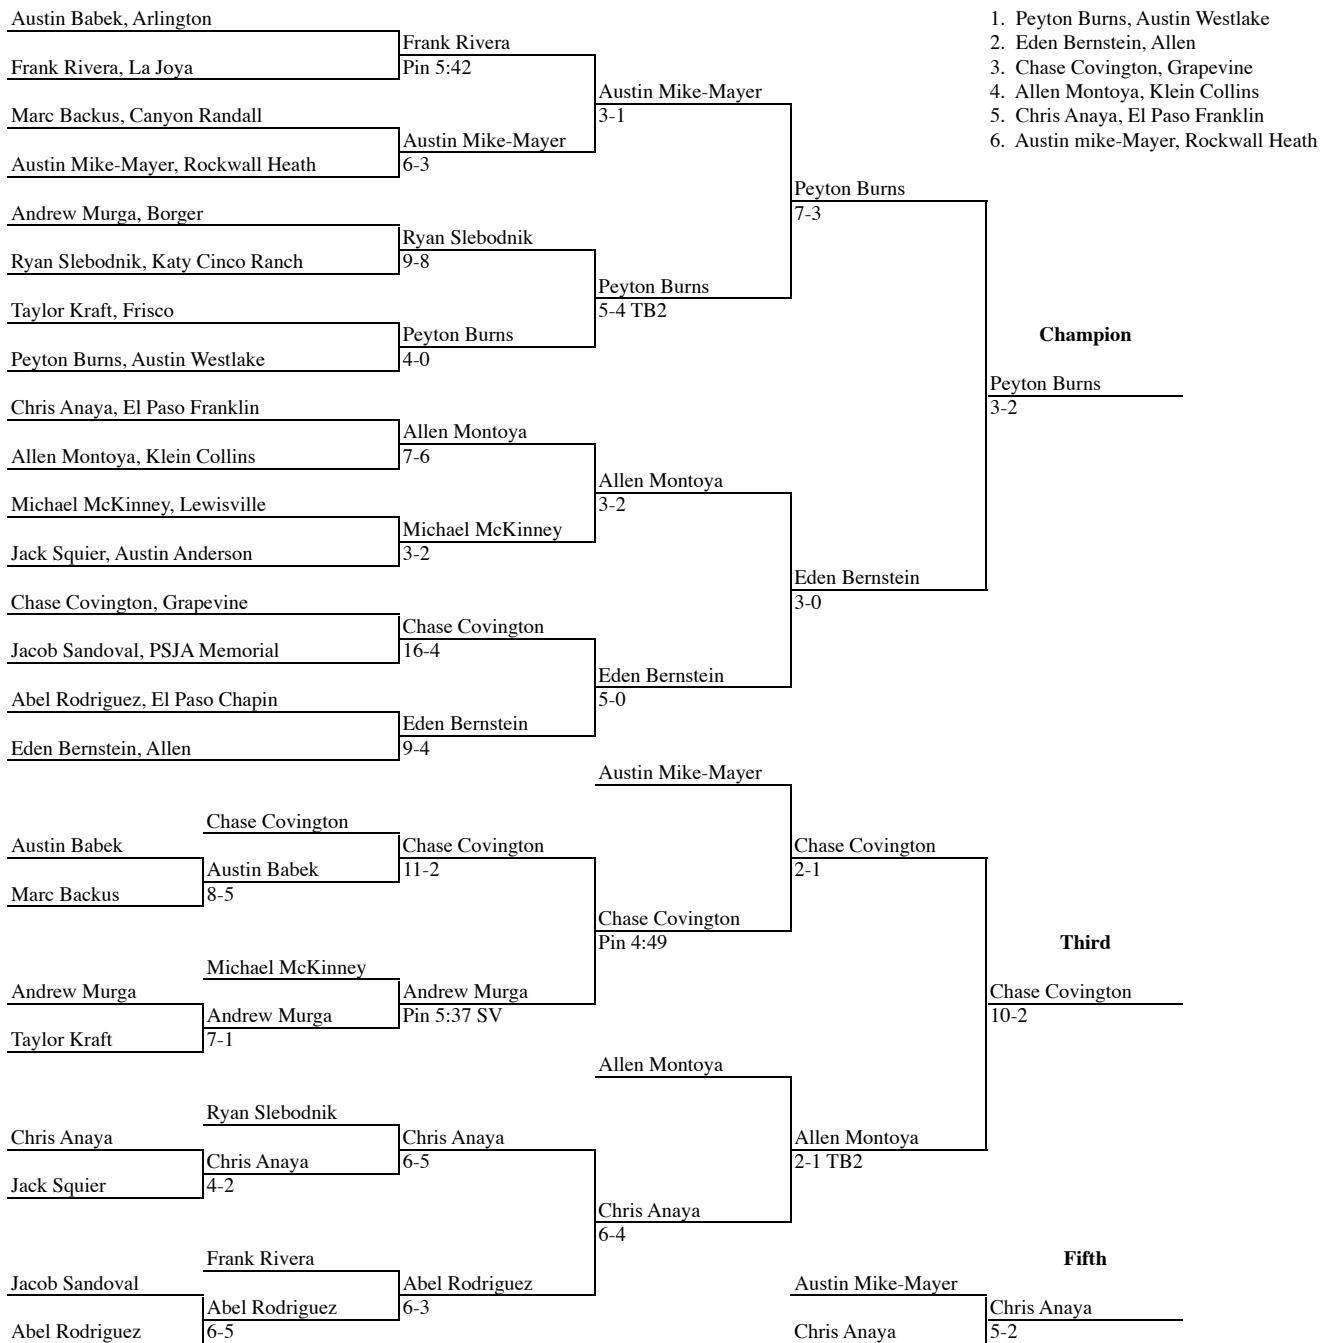 Austin Babek, Arlington
Frank Rivera
Pin 5:42
Frank Rivera, La Joya
Austin Mike-Mayer
3-1
Marc Backus, Canyon Randall
Austin Mike-Mayer
6-3
Austin Mike-Mayer, Rockwall Heath
Peyton Burns
7-3
Andrew Murga, Borger
Ryan Slebodnik
9-8
Ryan Slebodnik, Katy Cinco Ranch
Peyton Burns
5-4 TB2
Taylor Kraft, Frisco
Peyton Burns
4-0
Peyton Burns, Austin Westlake
1. Peyton Burns, Austin Westlake
2. Eden Bernstein, Allen
3. Chase Covington, Grapevine
4. Allen Montoya, Klein Collins
5. Chris Anaya, El Paso Franklin
6. Austin mike-Mayer, Rockwall Heath
Champion
Peyton Burns
3-2
Chris Anaya, El Paso Franklin
Allen Montoya
7-6
Allen Montoya, Klein Collins
Allen Montoya
3-2
Michael McKinney, Lewisville
Michael McKinney
3-2
Jack Squier, Austin Anderson
Eden Bernstein
3-0
Chase Covington, Grapevine
Chase Covington
16-4
Jacob Sandoval, PSJA Memorial
Eden Bernstein
5-0
Abel Rodriguez, El Paso Chapin
Eden Bernstein
9-4
Eden Bernstein, Allen
Austin Mike-Mayer
Chase Covington
Austin Babek
Chase Covington
Chase Covington
Austin Babek
11-2
2-1
Marc Backus
8-5
Chase Covington
Pin 4:49
Third
Michael McKinney
Andrew Murga
Andrew Murga
Chase Covington
Andrew Murga
Pin 5:37 SV
10-2
Taylor Kraft
7-1
Allen Montoya
Ryan Slebodnik
Chris Anaya
Chris Anaya
Allen Montoya
Chris Anaya
6-5
2-1 TB2
Jack Squier
4-2
Chris Anaya
6-4
Frank Rivera
Fifth
Jacob Sandoval
Abel Rodriguez
Austin Mike-Mayer
Abel Rodriguez
6-3
Chris Anaya
Abel Rodriguez
6-5
Chris Anaya
5-2